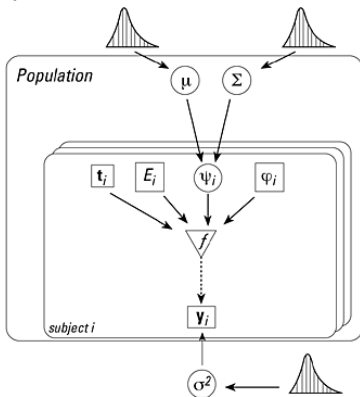 Population
μ Σ
t_i E_i ψ_i φ_i
f
y_i
subject i
σ²